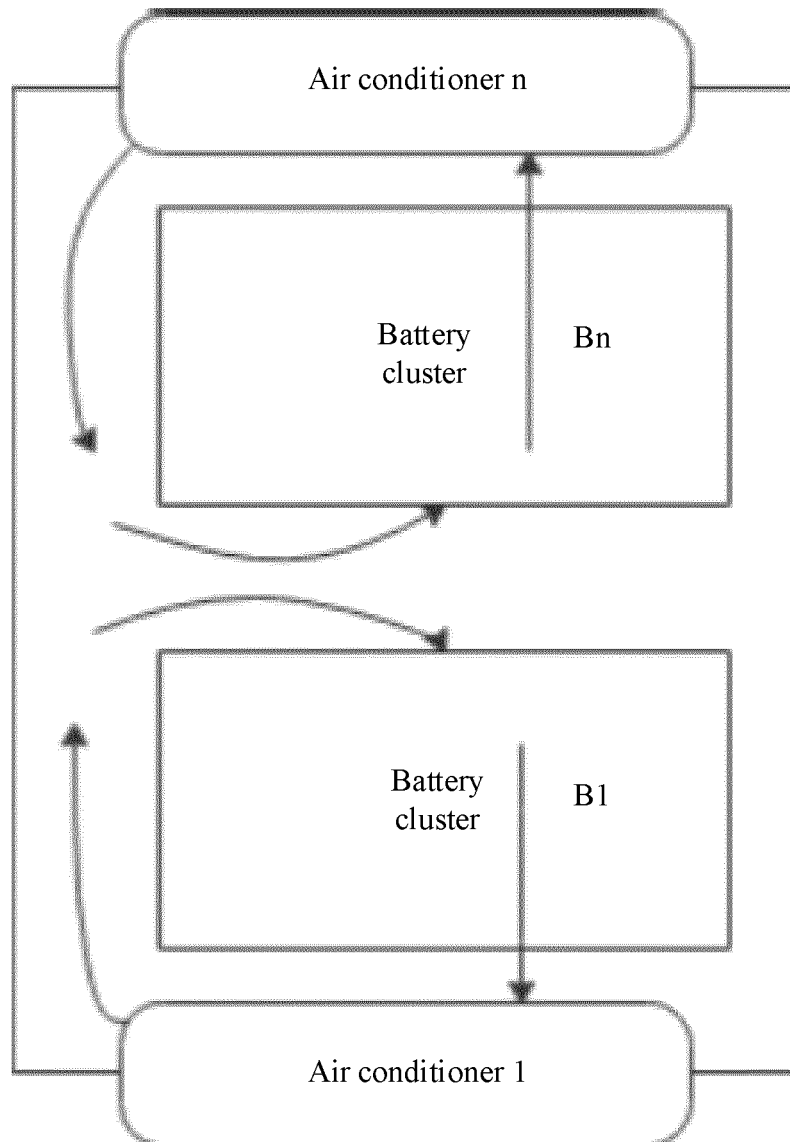 Air conditioner n
Battery
cluster
Bn
Battery
cluster
B1
Air conditioner 1